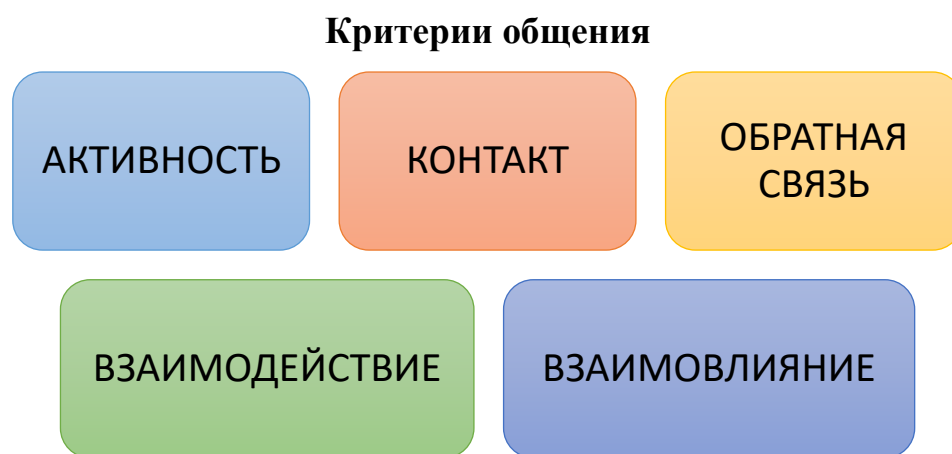 Критерии общения
АКТИВНОСТЬ
КОНТАКТ
ОБРАТНАЯ
СВЯЗЬ
ВЗАИМОДЕЙСТВИЕ
ВЗАИМОВЛИЯНИЕ